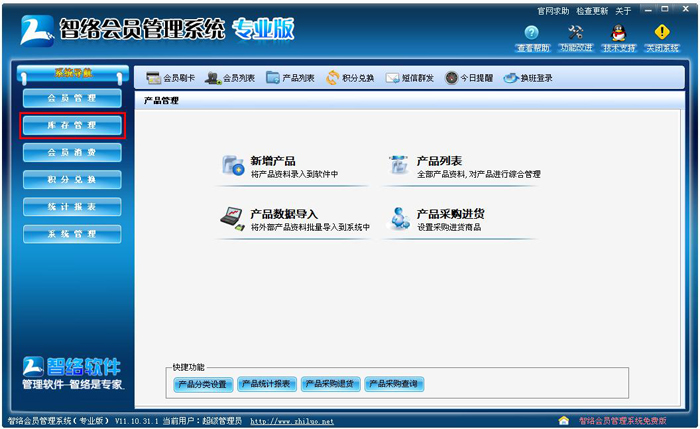 智络会员管理系统 专业版
官网求助 检查更新 关于
查看帮助 功能改进 技术支持 关闭系统
系统导航
会员管理
库存管理
会员消费
积分兑换
统计报表
系统管理
会员刷卡 会员列表 产品列表 积分兑换 短信群发 今日提醒 换班登录
产品管理
新增产品
将产品资料录入到软件中
产品列表
全部产品资料,对产品进行综合管理
产品数据导入
将外部产品资料批量导入到系统中
产品采购进货
设置采购进货商品
快捷功能
产品分类设置 产品统计报表 产品采购退货 产品采购查询
智络软件
管理软件—智络是专家
智络会员管理系统(专业版) V11.10.31.1 当前用户:超级管理员 http://www.zhiluo.net
智络会员管理系统免费版